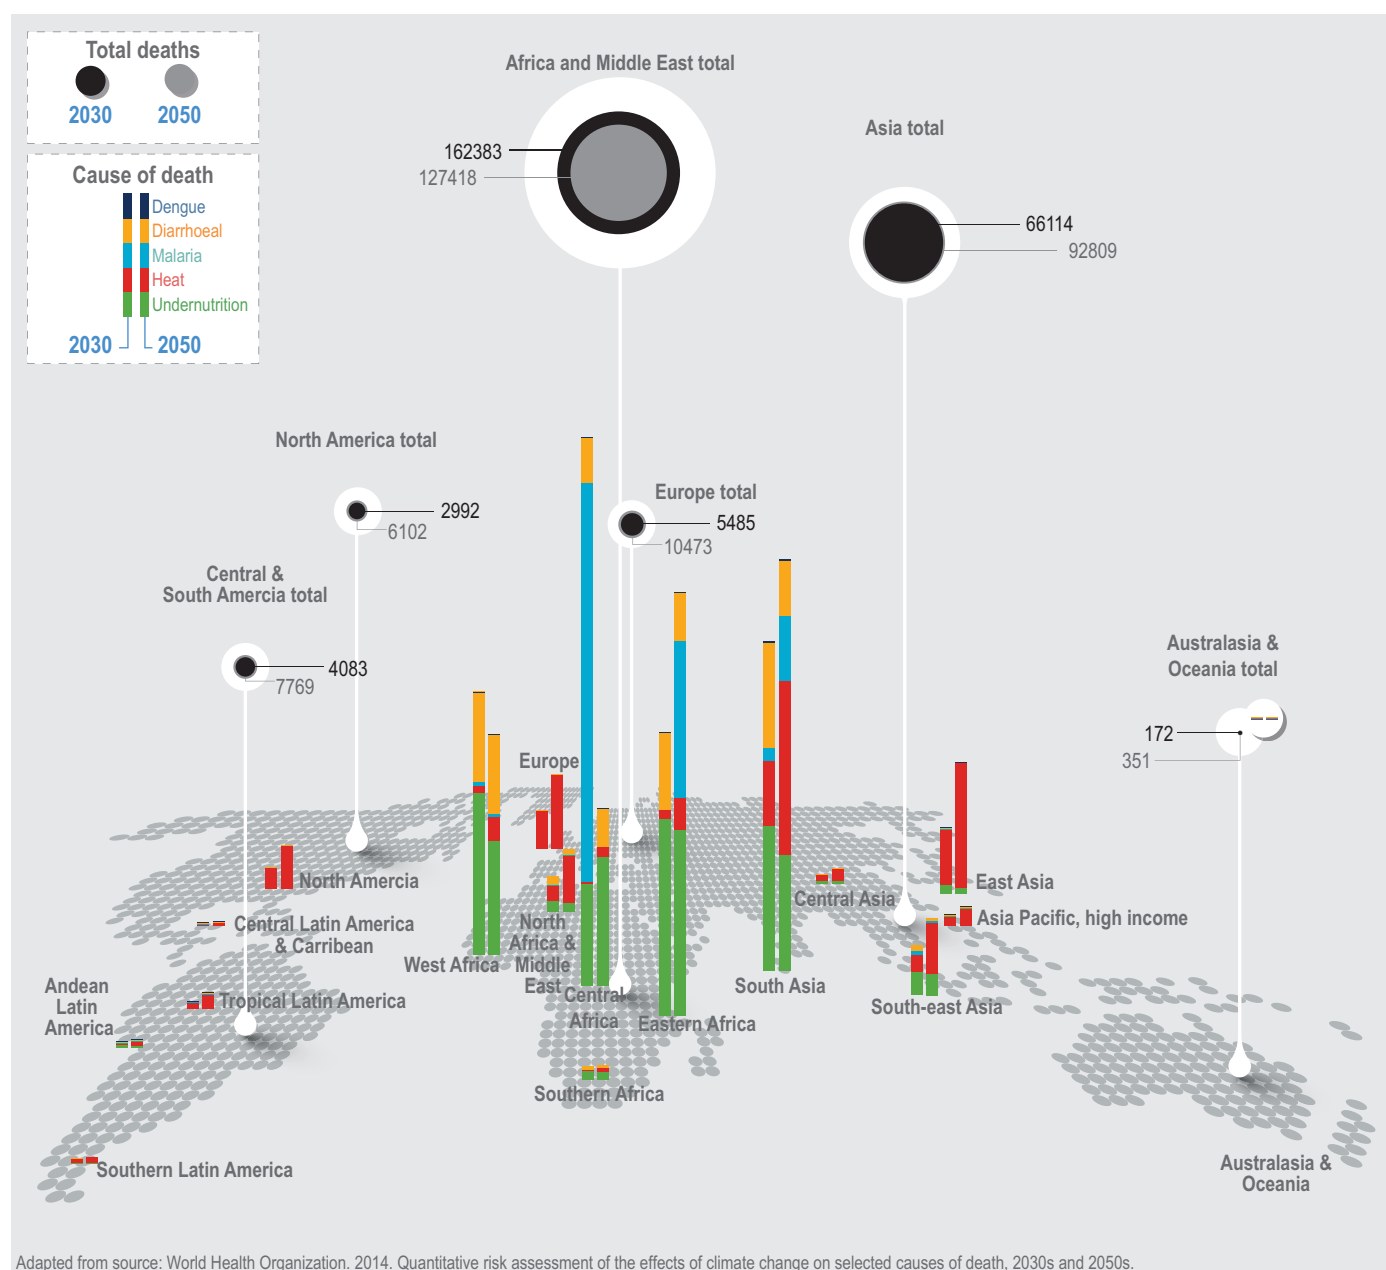 Total deaths
2030
2050
Cause of death
Dengue
Diarrhoeal
Malaria
Heat
Undernutrition
2030
2050
Africa and Middle East total
162383
127418
Asia total
66114
92809
North America total
2992
6102
Europe total
5485
10473
Central &
South Amercia total
4083
7769
Australasia &
Oceania total
172
351
Europe
North Amercia
Central Latin America
& Carribean
West Africa
North
Africa &
Middle
East
Central
Africa
Eastern Africa
South Asia
Central Asia
East Asia
Asia Pacific, high income
South-east Asia
Andean
Latin
America
Tropical Latin America
Southern Africa
Southern Latin America
Australasia &
Oceania
Adapted from source: World Health Organization. 2014. Quantitative risk assessment of the effects of climate change on selected causes of death, 2030s and 2050s.